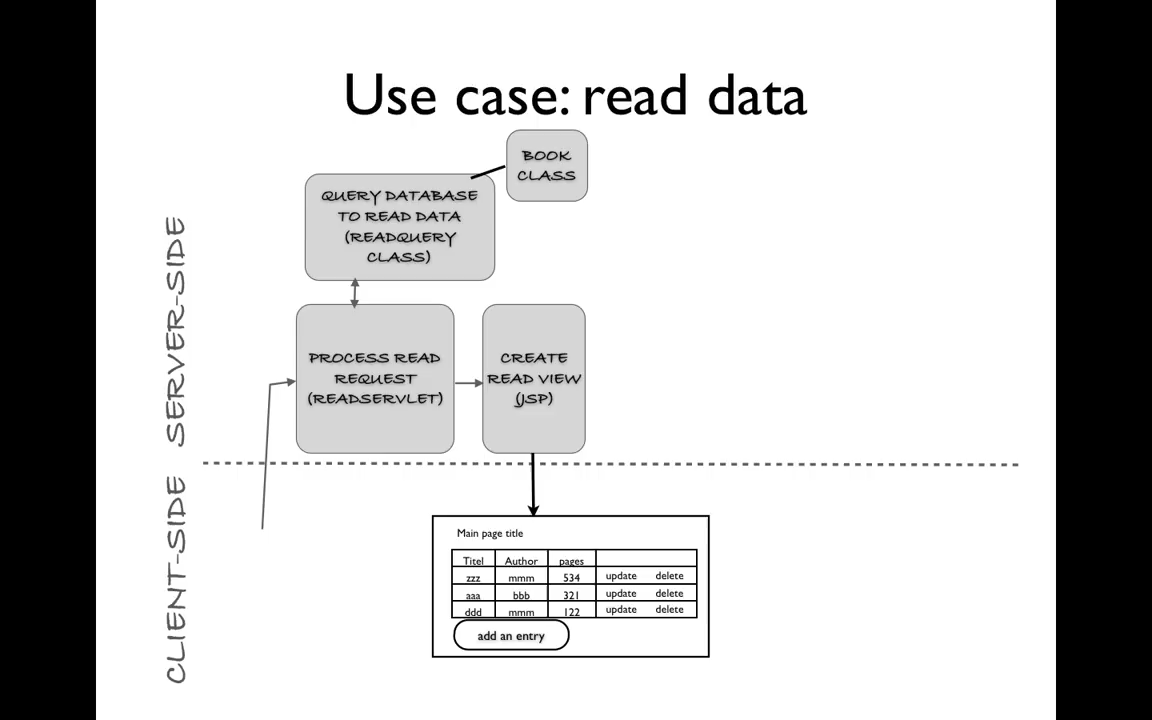 Use case: read data
BOOK
CLASS
QUERY DATABASE
TO READ DATA
(READQUERY
CLASS)
SERVER-SIDE
PROCESS READ
REQUEST
(READSERVLET)
CREATE
READ VIEW
(JSP)
CLIENT-SIDE
Main page title
Titel Author pages
zzz mmm 534 update delete
aaa bbb 321 update delete
ddd mmm 122 update delete
add an entry